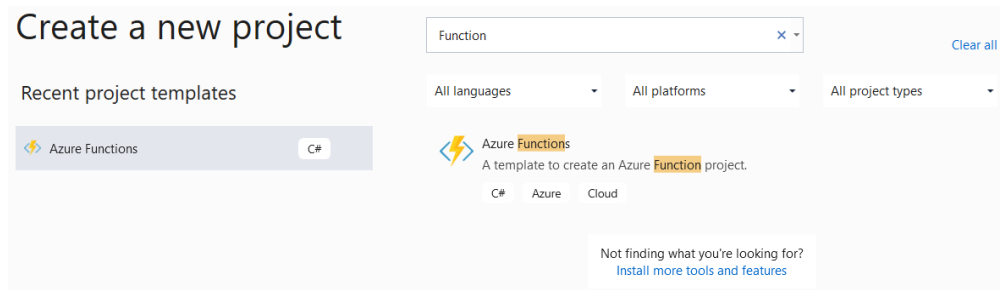 Create a new project
Function
Clear all
Recent project templates
All languages
All platforms
All project types
Azure Functions
C#
Azure Functions
A template to create an Azure Function project.
C#
Azure
Cloud
Not finding what you're looking for?
Install more tools and features